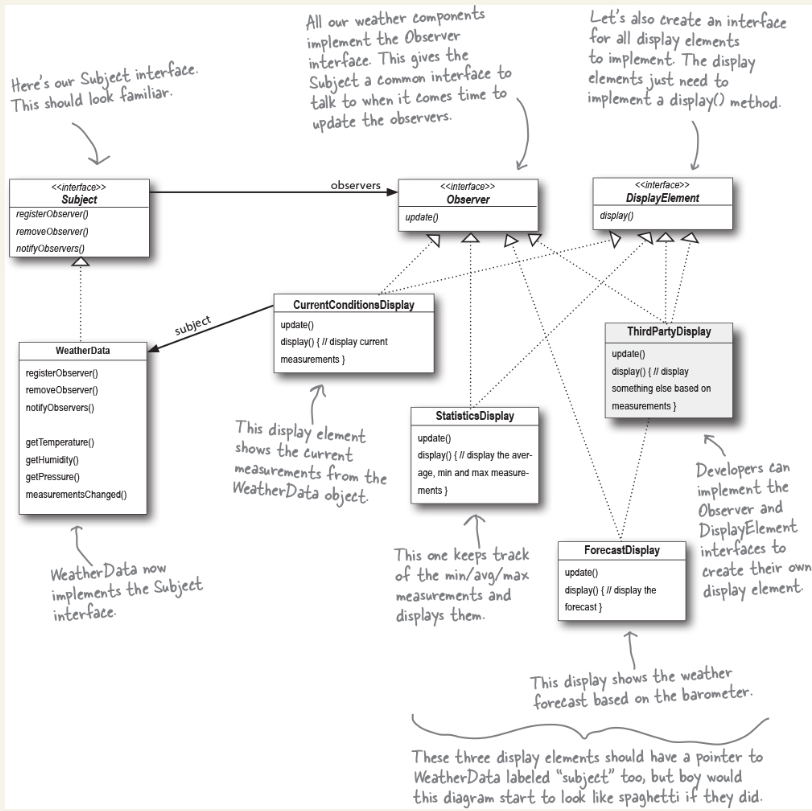 Here's our Subject interface.
This should look familiar.
All our weather components
implement the Observer
interface. This gives the
Subject a common interface to
talk to when it comes time to
update the observers.
Let's also create an interface
for all display elements
to implement. The display
elements just need to
implement a display() method.
<<interface>>
Subject
registerObserver()
removeObserver()
notifyObservers()
observers
<<interface>>
Observer
update()
<<interface>>
DisplayElement
display()
subject
CurrentConditionsDisplay
update()
display() { // display current
measurements }
WeatherData
registerObserver()
removeObserver()
notifyObservers()
getTemperature()
getHumidity()
getPressure()
measurementsChanged()
ThirdPartyDisplay
update()
display() { // display
something else based on
measurements }
StatisticsDisplay
update()
display() { // display the aver-
age, min and max measure-
ments }
This display element
shows the current
measurements from the
WeatherData object.
Developers can
implement the
Observer and
DisplayElement
interfaces to
create their own
display element.
ForecastDisplay
update()
display() { // display the
forecast }
This one keeps track
of the min/avg/max
measurements and
displays them.
WeatherData now
implements the Subject
interface.
This display shows the weather
forecast based on the barometer.
These three display elements should have a pointer to
WeatherData labeled "subject" too, but boy would
this diagram start to look like spaghetti if they did.